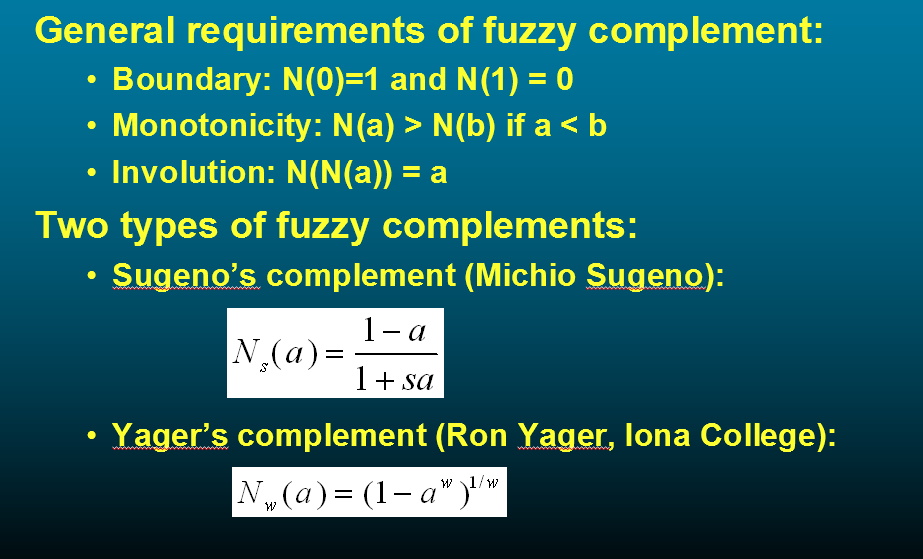 General requirements of fuzzy complement:
• Boundary: N(0)=1 and N(1) = 0
• Monotonicity: N(a) > N(b) if a < b
• Involution: N(N(a)) = a
Two types of fuzzy complements:
• Sugeno’s complement (Michio Sugeno):
N_s(a) = \frac{1-a}{1+sa}
• Yager’s complement (Ron Yager, Iona College):
N_w(a) = (1-a^w)^{1/w}